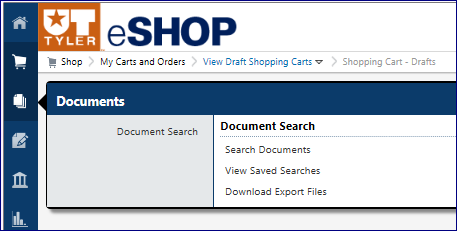 UT
TYLER
eSHOP
Shop > My Carts and Orders > View Draft Shopping Carts > Shopping Cart - Drafts
Documents
Document Search
Document Search
Search Documents
View Saved Searches
Download Export Files